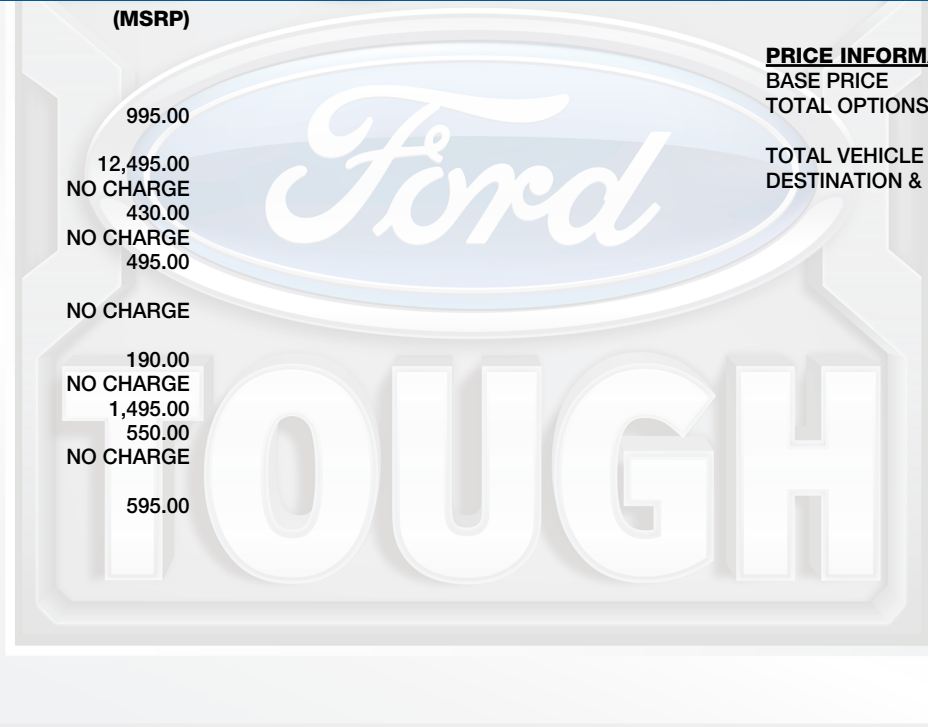 (MSRP)
995.00
12,495.00
NO CHARGE
430.00
NO CHARGE
495.00
NO CHARGE
190.00
NO CHARGE
1,495.00
550.00
NO CHARGE
595.00
PRICE INFORM
BASE PRICE
TOTAL OPTIONS
TOTAL VEHICLE
DESTINATION &
Ford
TOUGH